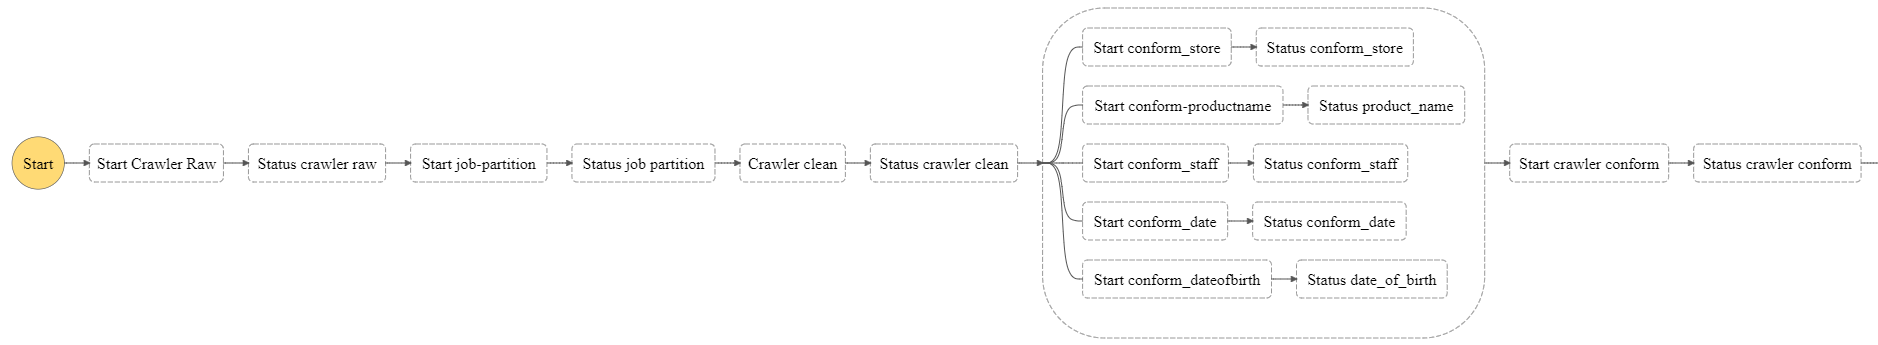 Start
Start Crawler Raw
Status crawler raw
Start job-partition
Status job partition
Crawler clean
Status crawler clean
Start conform_store
Status conform_store
Start conform-productname
Status product_name
Start conform_staff
Status conform_staff
Start conform_date
Status conform_date
Start conform_dateofbirth
Status date_of_birth
Start crawler conform
Status crawler conform